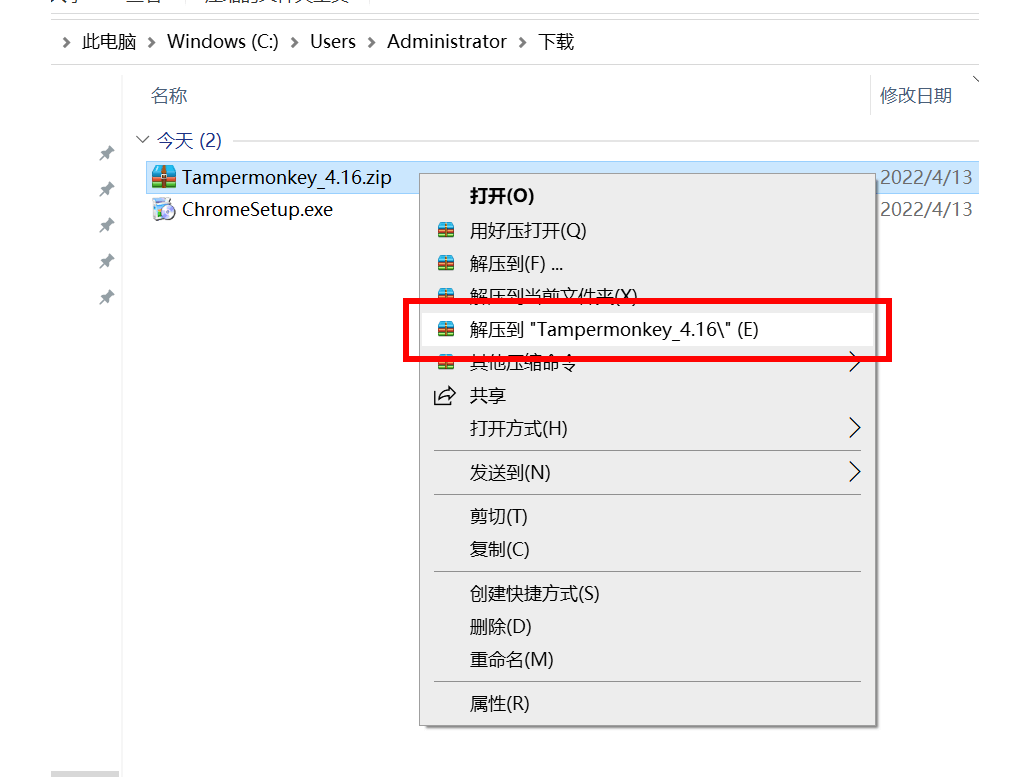 此电脑 > Windows (C:) > Users > Administrator > 下载
名称 修改日期
今天 (2)
Tampermonkey_4.16.zip 2022/4/13
ChromeSetup.exe 2022/4/13
打开(O)
用好压打开(Q)
解压到(F) ...
解压到当前文件夹(X)
解压到 "Tampermonkey_4.16\" (E)
其他压缩命令
共享
打开方式(H)
发送到(N)
剪切(T)
复制(C)
创建快捷方式(S)
删除(D)
重命名(M)
属性(R)